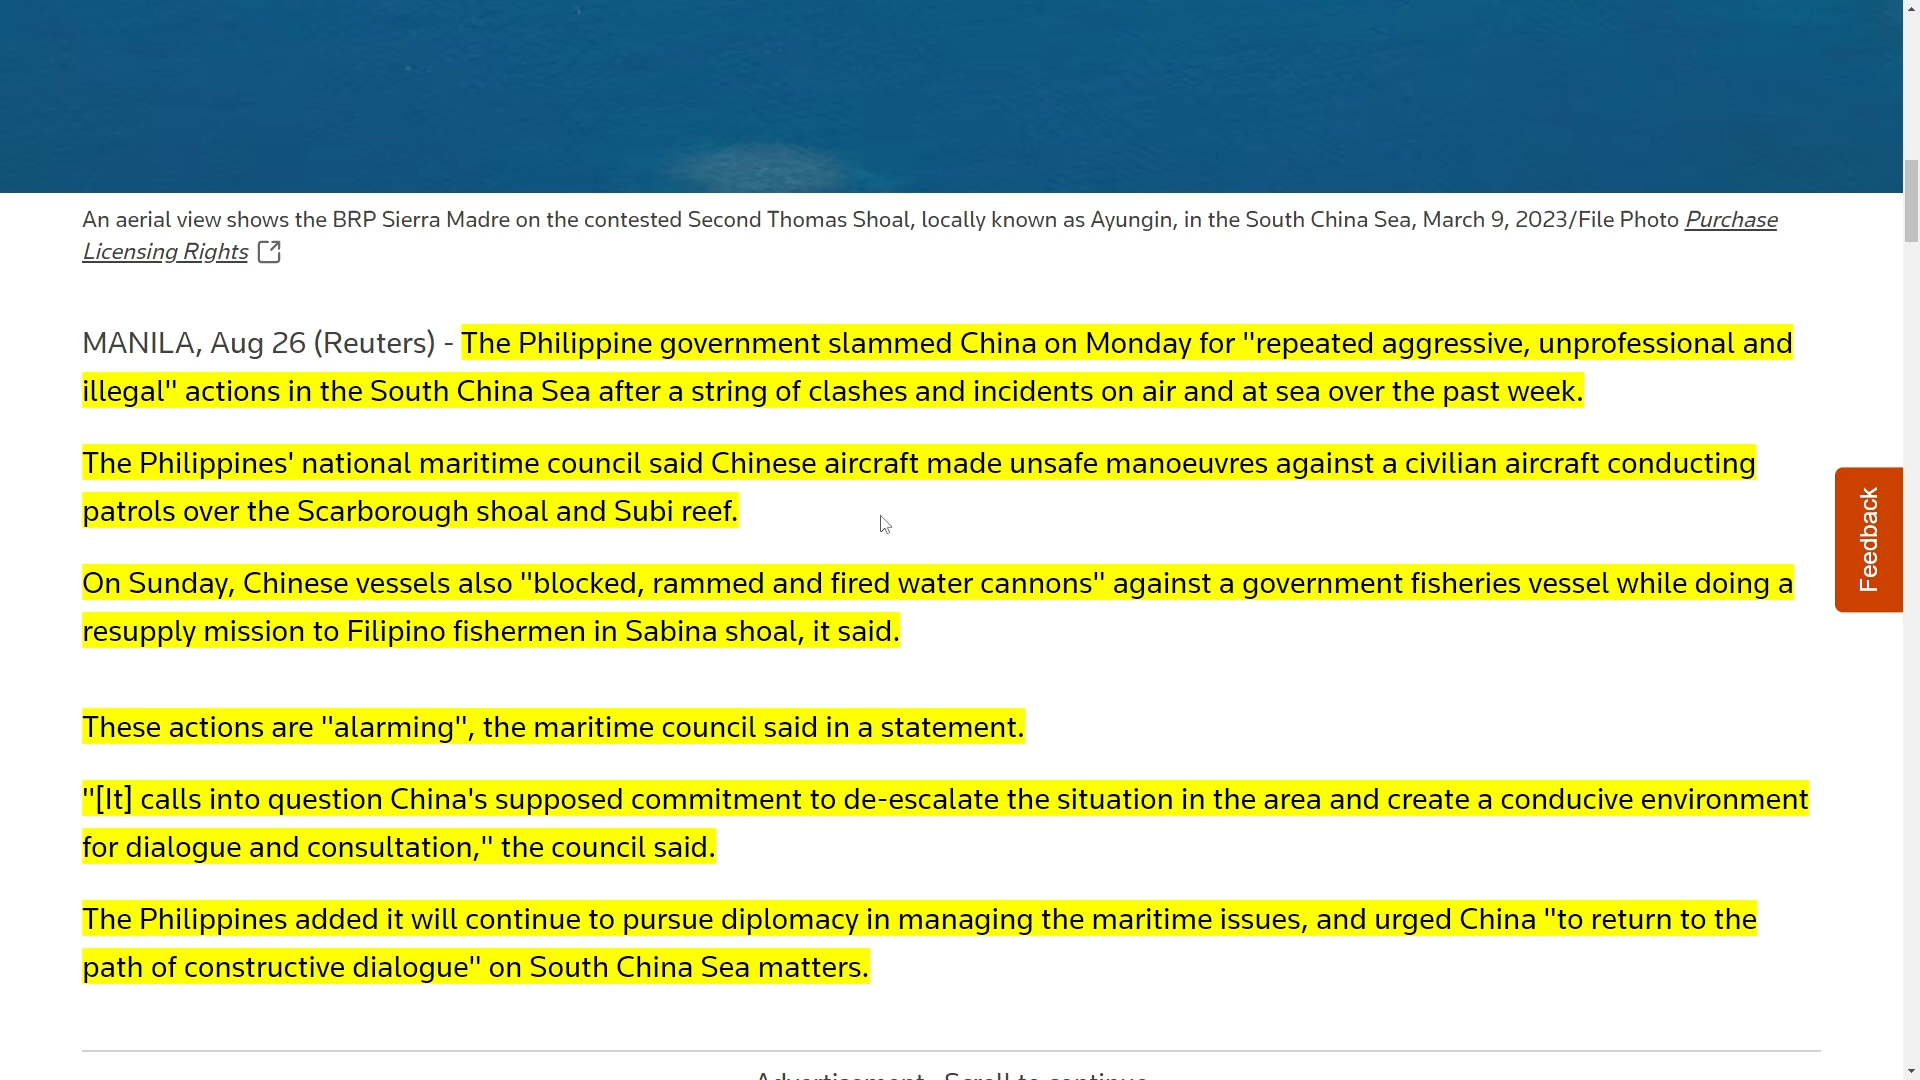 An aerial view shows the BRP Sierra Madre on the contested Second Thomas Shoal, locally known as Ayungin, in the South China Sea, March 9, 2023/File Photo Purchase
Licensing Rights
MANILA, Aug 26 (Reuters) - The Philippine government slammed China on Monday for "repeated aggressive, unprofessional and
illegal" actions in the South China Sea after a string of clashes and incidents on air and at sea over the past week.
The Philippines' national maritime council said Chinese aircraft made unsafe manoeuvres against a civilian aircraft conducting
patrols over the Scarborough shoal and Subi reef.
Feedback
On Sunday, Chinese vessels also "blocked, rammed and fired water cannons" against a government fisheries vessel while doing a
resupply mission to Filipino fishermen in Sabina shoal, it said.
These actions are "alarming", the maritime council said in a statement.
"[It] calls into question China's supposed commitment to de-escalate the situation in the area and create a conducive environment
for dialogue and consultation," the council said.
The Philippines added it will continue to pursue diplomacy in managing the maritime issues, and urged China "to return to the
path of constructive dialogue" on South China Sea matters.
Advertisement · Scroll to continue